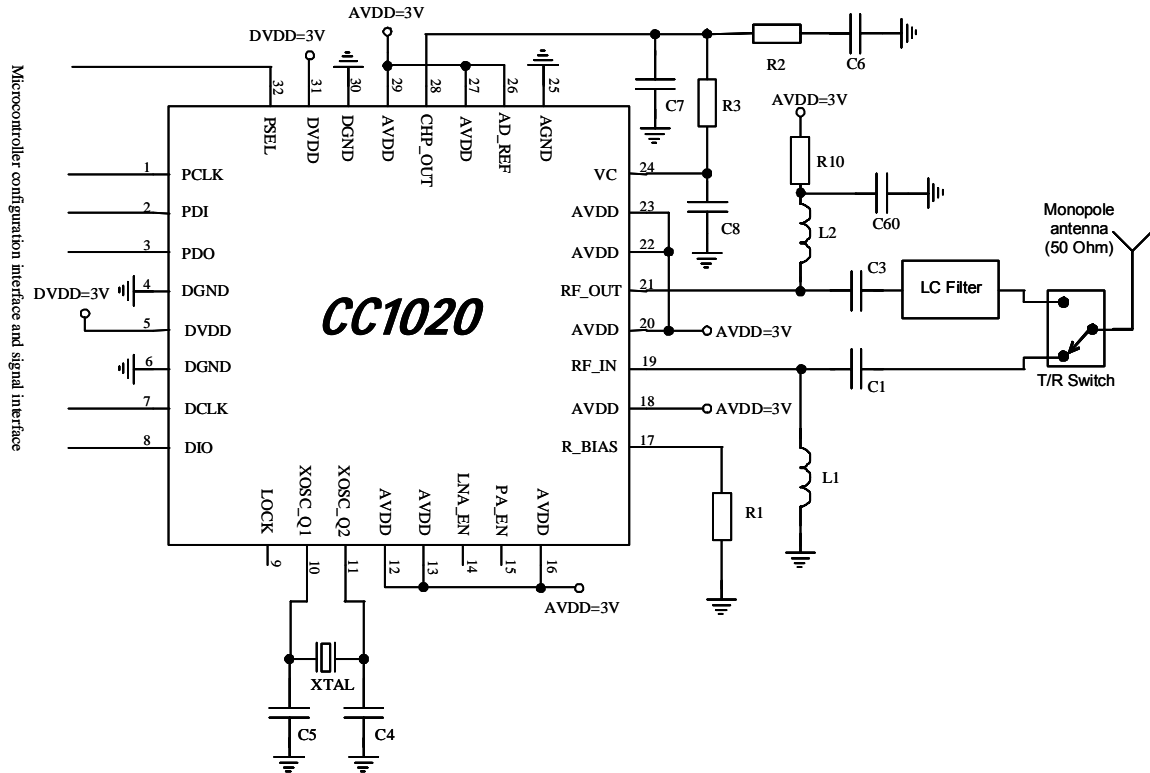 AVDD=3V
DVDD=3V
R2
C6
Microcontroller configuration interface and signal interface
32
31
30
29
28
27
26
25
C7
R3
AVDD=3V
PSEL
DVDD
DGND
AVDD
CHP_OUT
AVDD
AD_REF
AGND
R10
1
PCLK
VC
24
2
PDI
AVDD
23
C8
L2
C60
Monopole
antenna
(50 Ohm)
3
PDO
AVDD
22
C3
DVDD=3V
4
DGND
CC1020
RF_OUT
21
LC Filter
5
DVDD
AVDD
20
AVDD=3V
6
DGND
RF_IN
19
C1
T/R Switch
7
DCLK
AVDD
18
AVDD=3V
8
DIO
R_BIAS
17
L1
R1
LOCK
XOSC_Q1
XOSC_Q2
AVDD
AVDD
LNA_EN
PA_EN
AVDD
9
10
11
12
13
14
15
16
AVDD=3V
XTAL
C5
C4